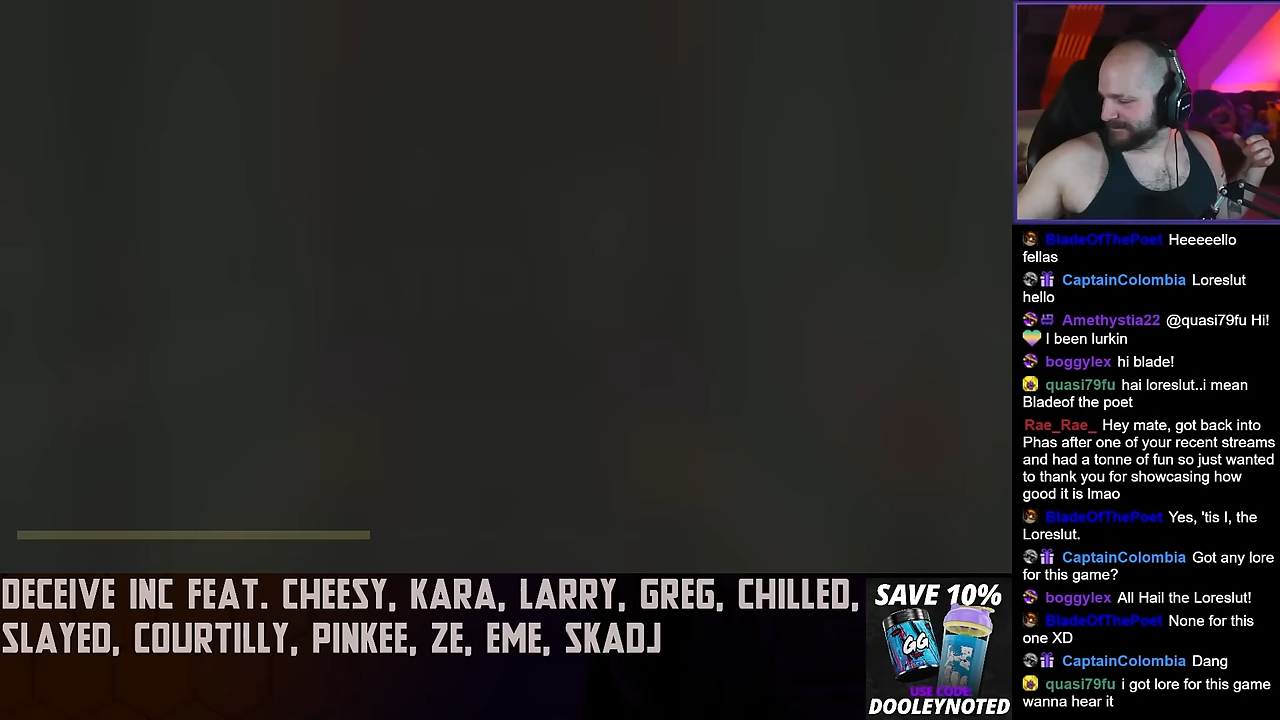 BladeOfThePoet Heeeeello
fellas
CaptainColombia Loreslut
hello
Amethystia22 @quasi79fu Hi!
I been lurkin
boggylex hi blade!
quasi79fu hai loreslut..i mean
Bladeof the poet
Rae_Rae_ Hey mate, got back into
Phas after one of your recent streams
and had a tonne of fun so just wanted
to thank you for showcasing how
good it is lmao
BladeOfThePoet Yes, 'tis I, the
Loreslut.
CaptainColombia Got any lore
for this game?
boggylex All Hail the Loreslut!
BladeOfThePoet None for this
one XD
CaptainColombia Dang
quasi79fu i got lore for this game
wanna hear it
DECEIVE INC FEAT. CHEESY, KARA, LARRY, GREG, CHILLED,
SLAYED, COURTILLY, PINKEE, ZE, EME, SKADJ
SAVE 10%
GG
USE CODE:
DOOLEYNOTED